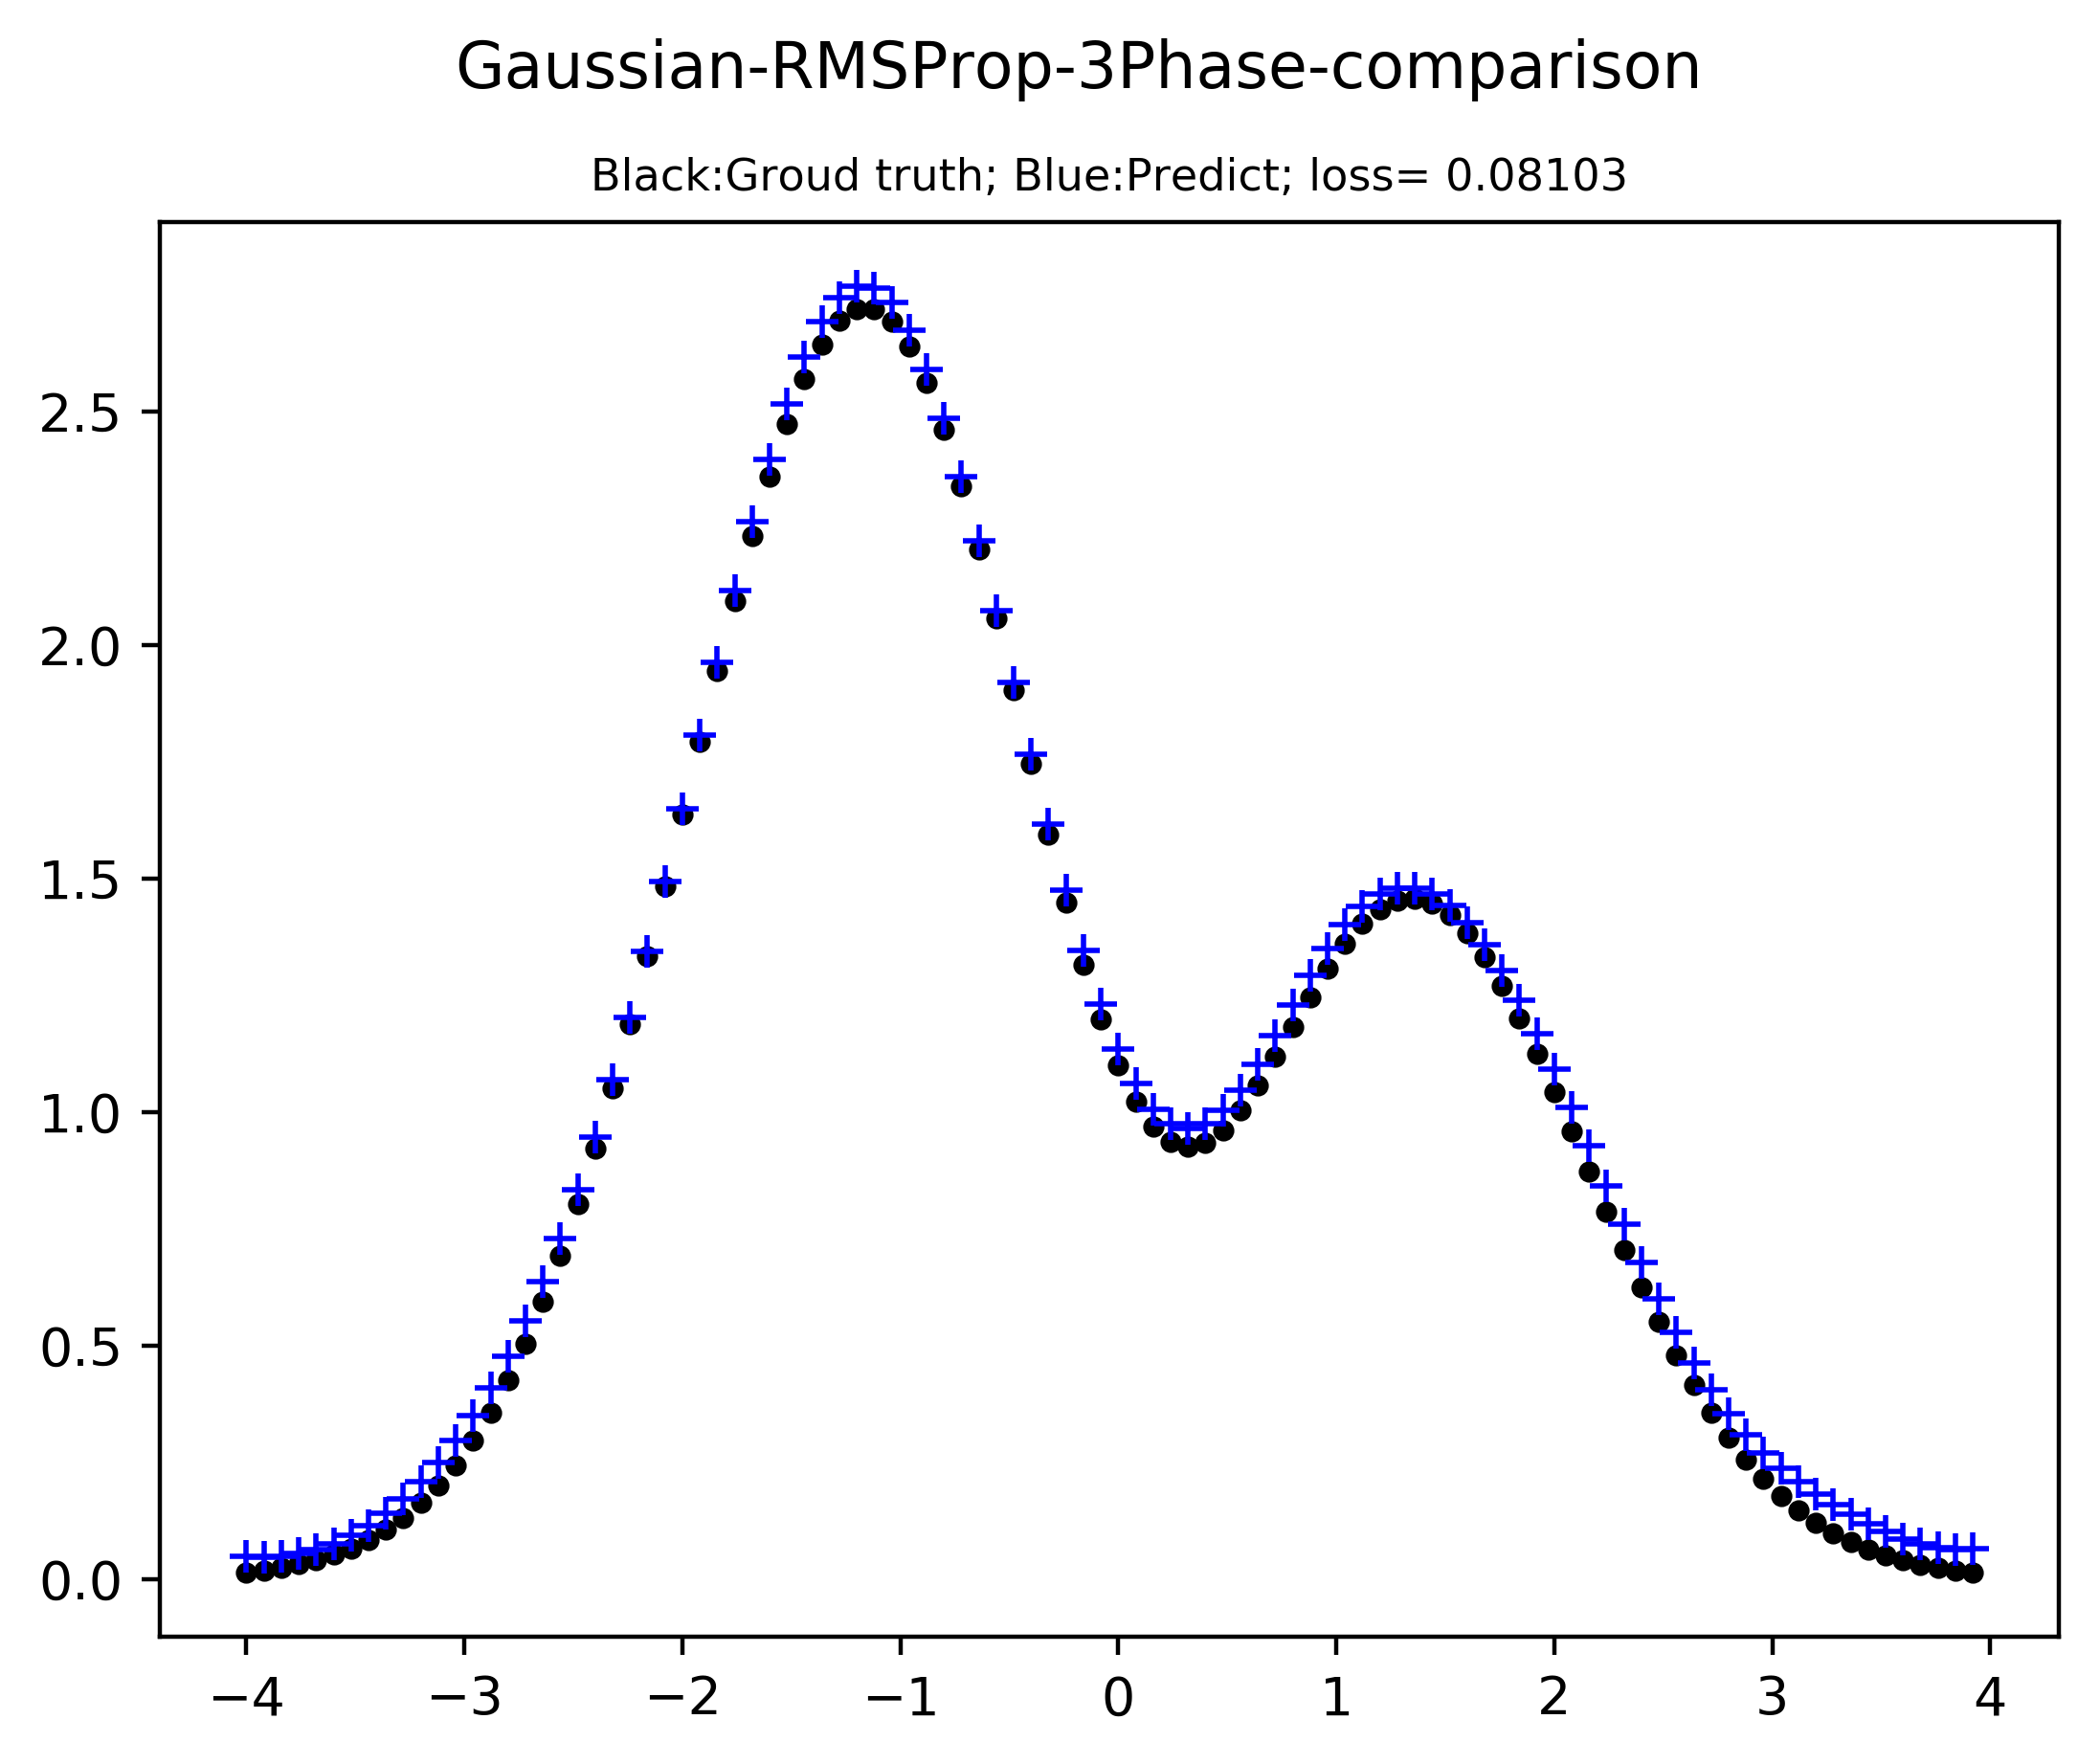 Gaussian-RMSProp-3Phase-comparison
Black:Groud truth; Blue:Predict; loss= 0.08103
2.5
2.0
1.5
1.0
0.5
0.0
−4 −3 −2 −1 0 1 2 3 4